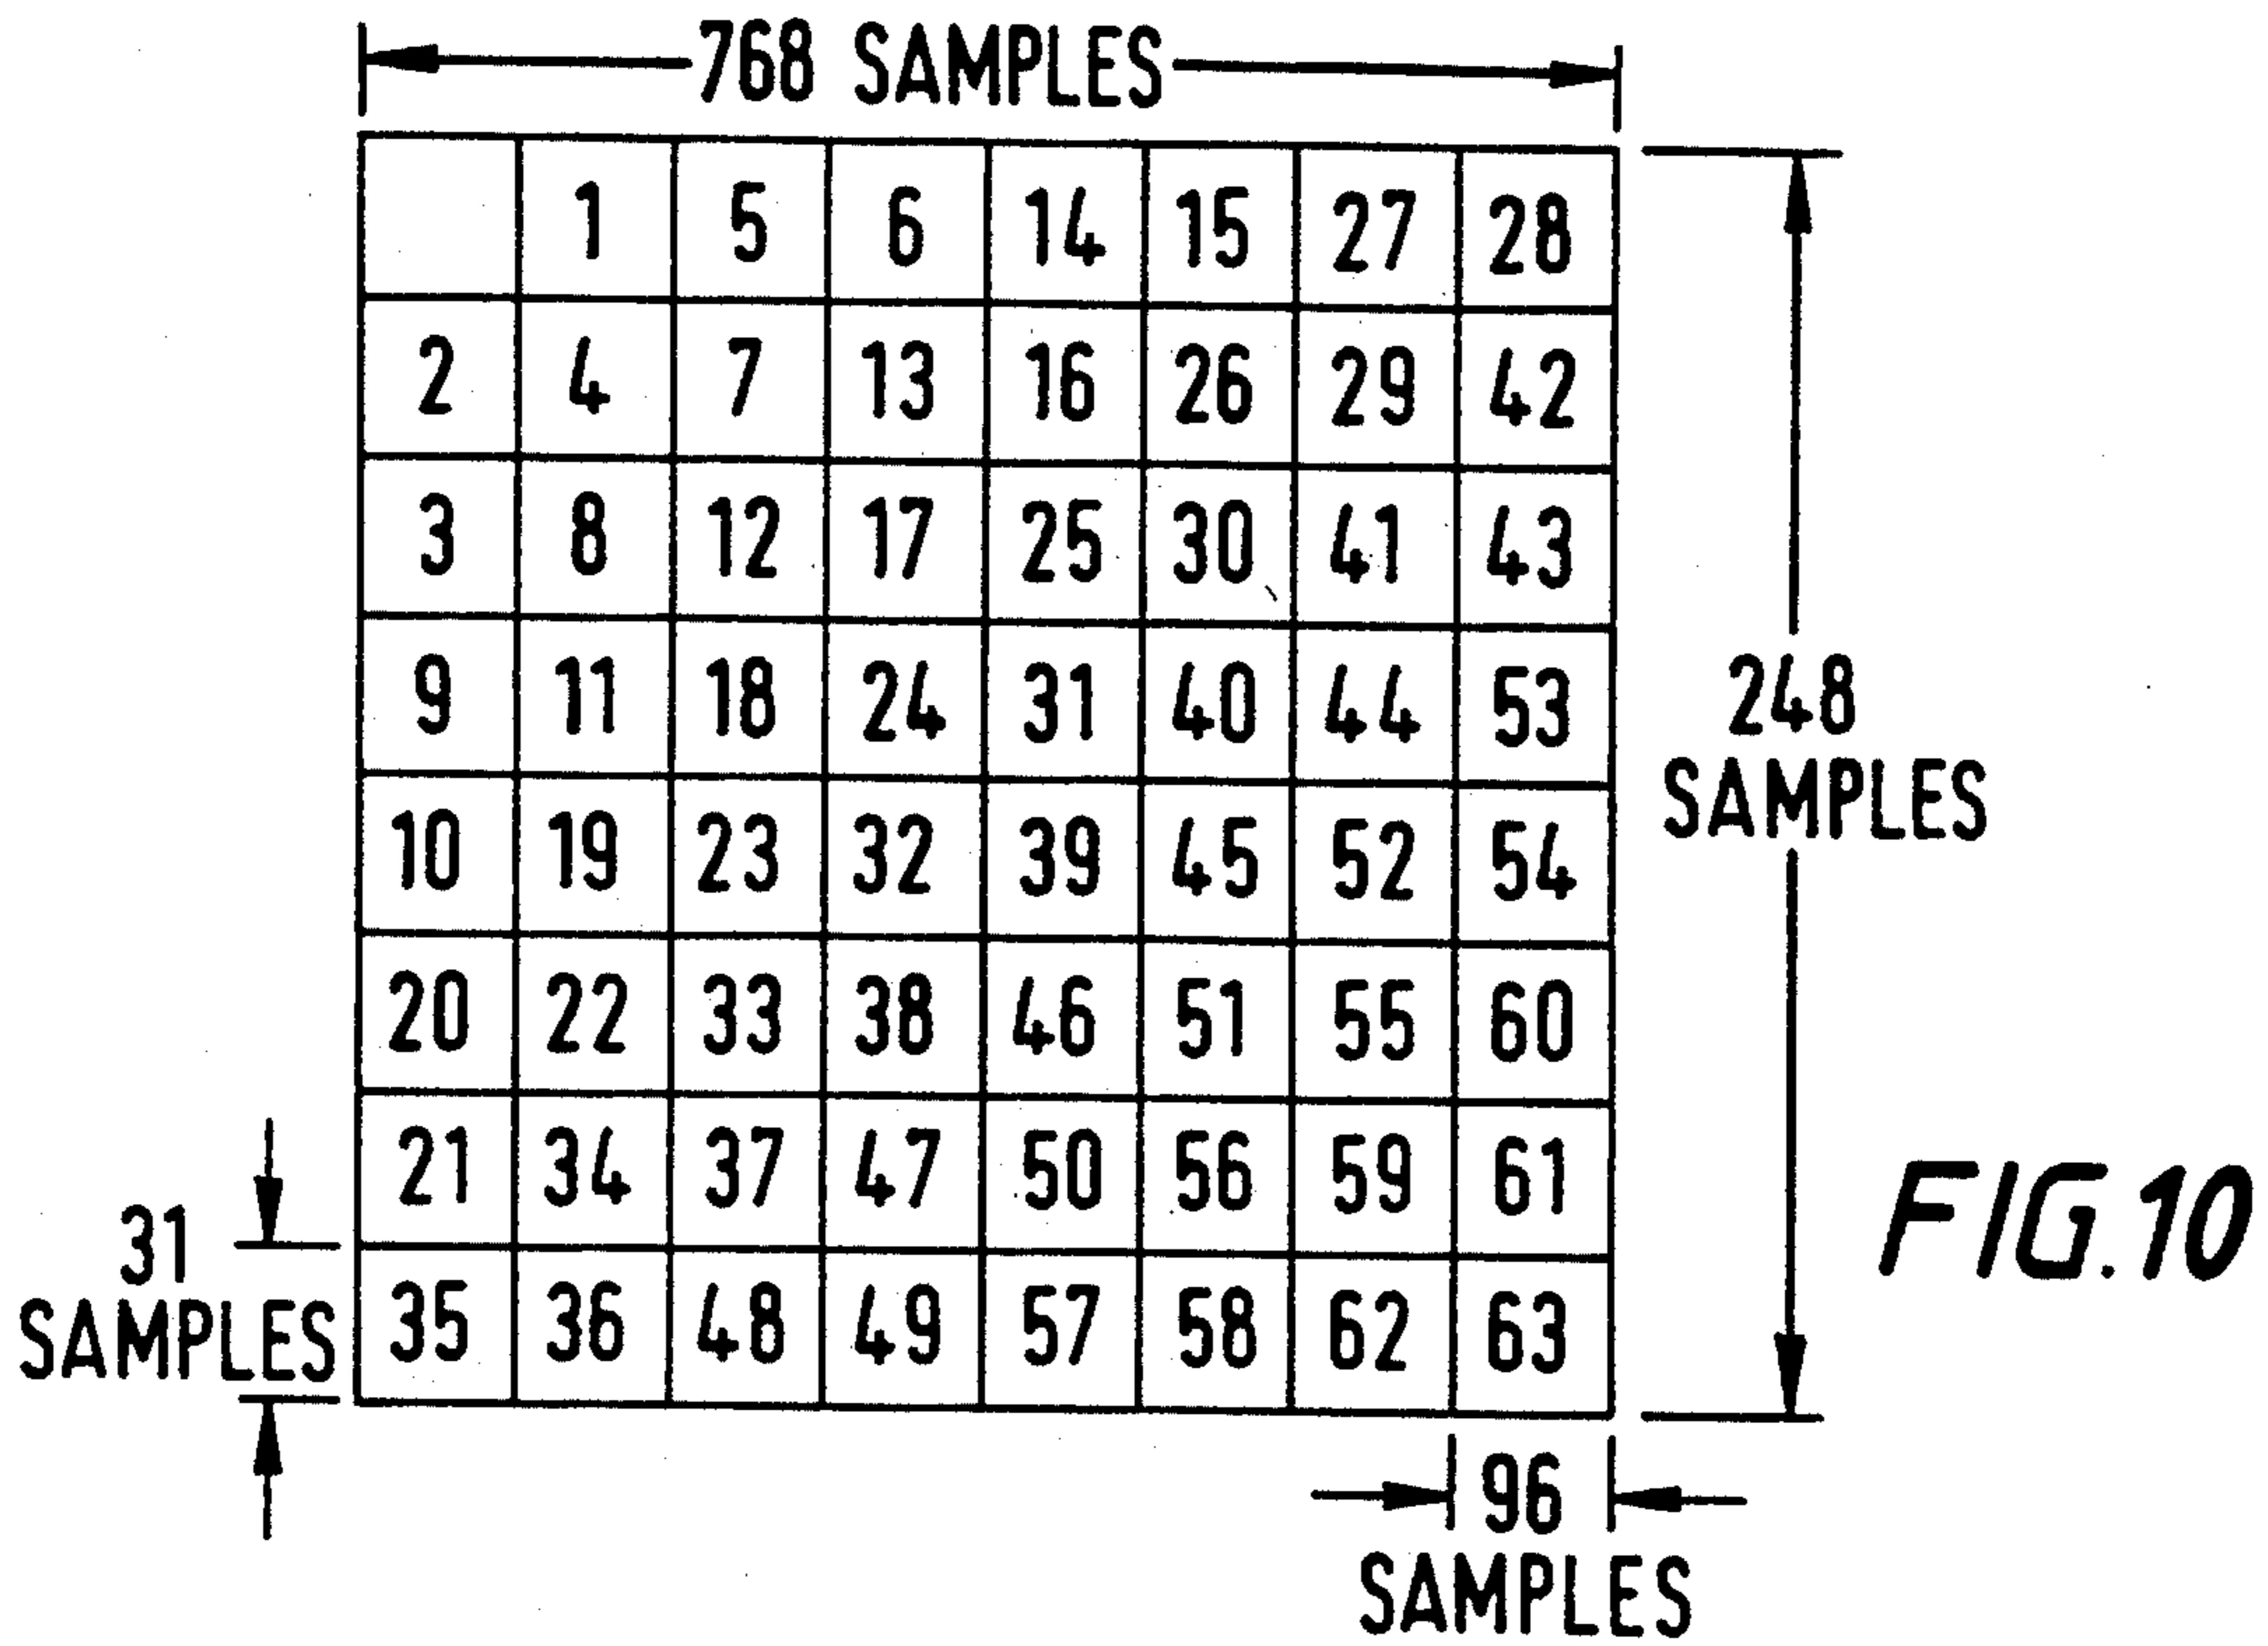 768 SAMPLES
1 5 6 14 15 27 28
2 4 7 13 16 26 29 42
3 8 12 17 25 30 41 43
9 11 18 24 31 40 44 53
10 19 23 32 39 45 52 54
20 22 33 38 46 51 55 60
21 34 37 47 50 56 59 61
35 36 48 49 57 58 62 63
248
SAMPLES
31
SAMPLES
96
SAMPLES
FIG.10